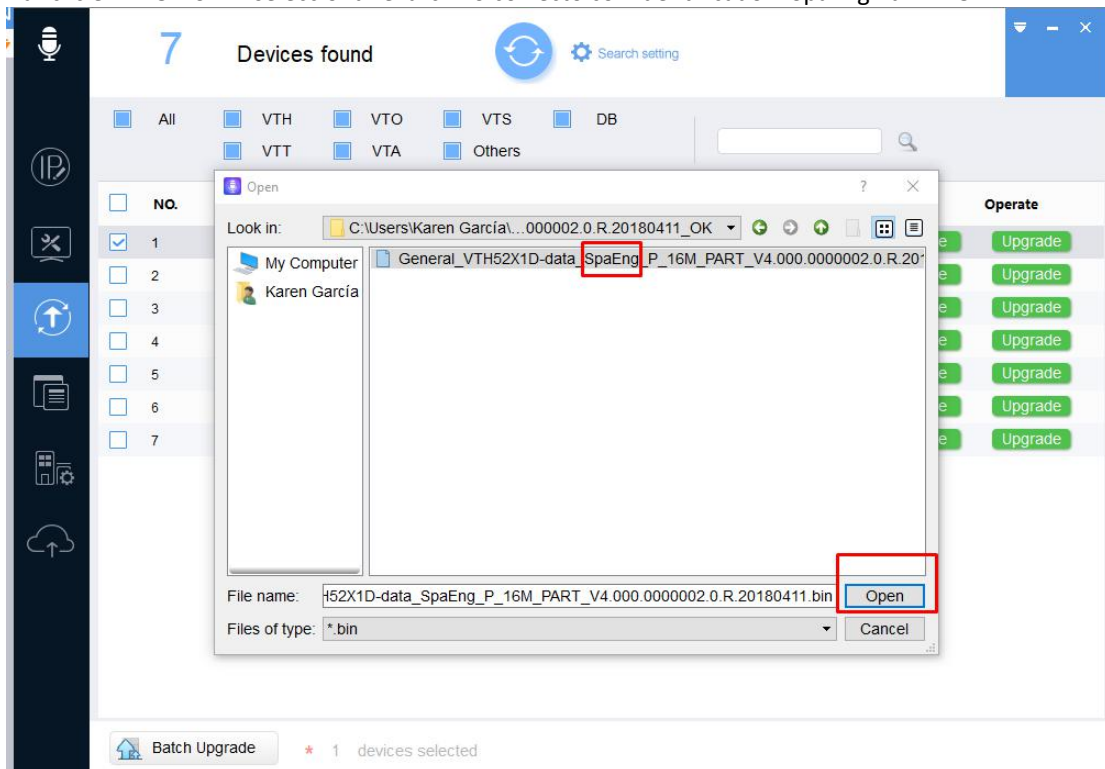 7 Devices found Search setting
All VTH VTO VTS DB
VTT VTA Others
IP
Open ?
NO. Operate
Look in: C:\Users\Karen García\...000002.0.R.20180411_OK
My Computer General_VTH52X1D-data_SpaEng_P_16M_PART_V4.000.0000002.0.R.201
Karen García
1 e Upgrade
2 e Upgrade
3 e Upgrade
4 e Upgrade
5 e Upgrade
6 e Upgrade
7 e Upgrade
File name: H52X1D-data_SpaEng_P_16M_PART_V4.000.0000002.0.R.20180411.bin Open
Files of type: *.bin Cancel
Batch Upgrade * 1 devices selected